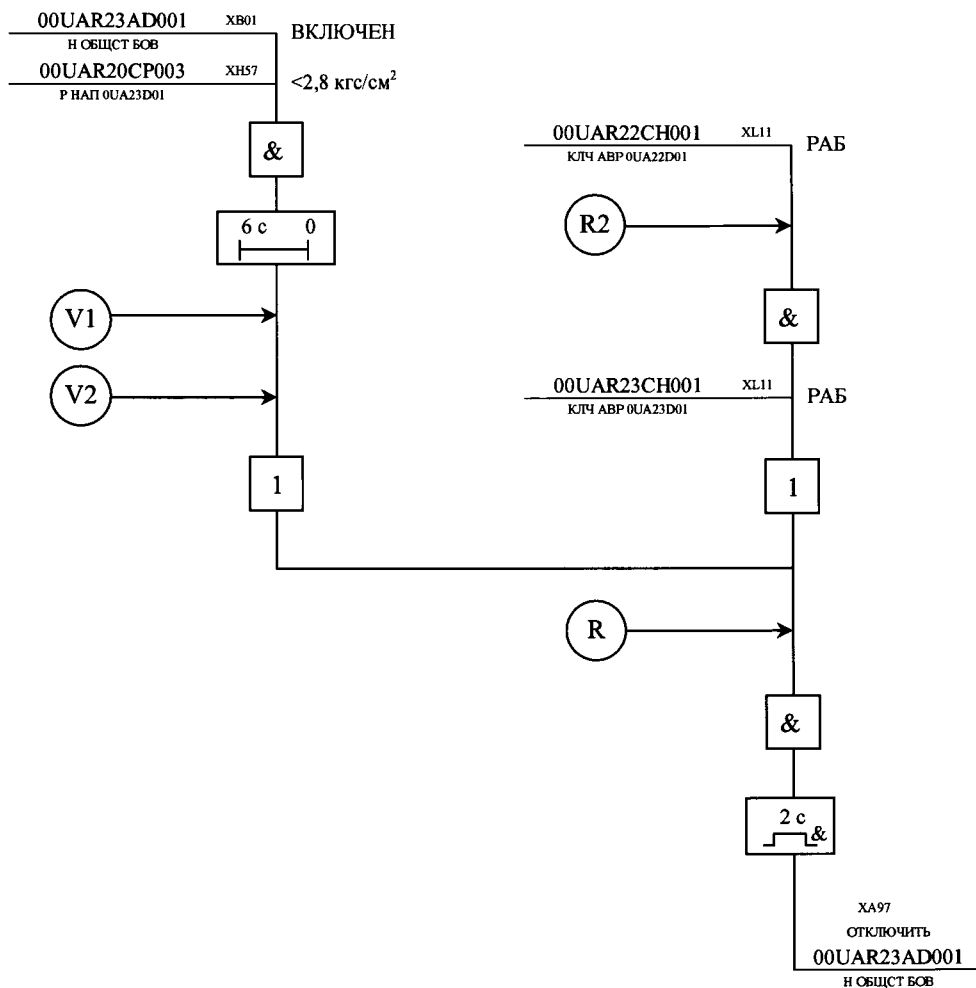 00UAR23AD001 XB01 ВКЛЮЧЕН
Н ОБЩСТ БОВ
00UAR20CP003 XH57 <2,8 кгс/см²
Р НАП 0UA23D01
&
6 с 0
V1
V2
1
00UAR22CH001 XL11 РАБ
КЛЧ АВР 0UA22D01
R2
&
00UAR23CH001 XL11 РАБ
КЛЧ АВР 0UA23D01
1
R
&
2 с
&
XA97
ОТКЛЮЧИТЬ
00UAR23AD001
Н ОБЩСТ БОВ